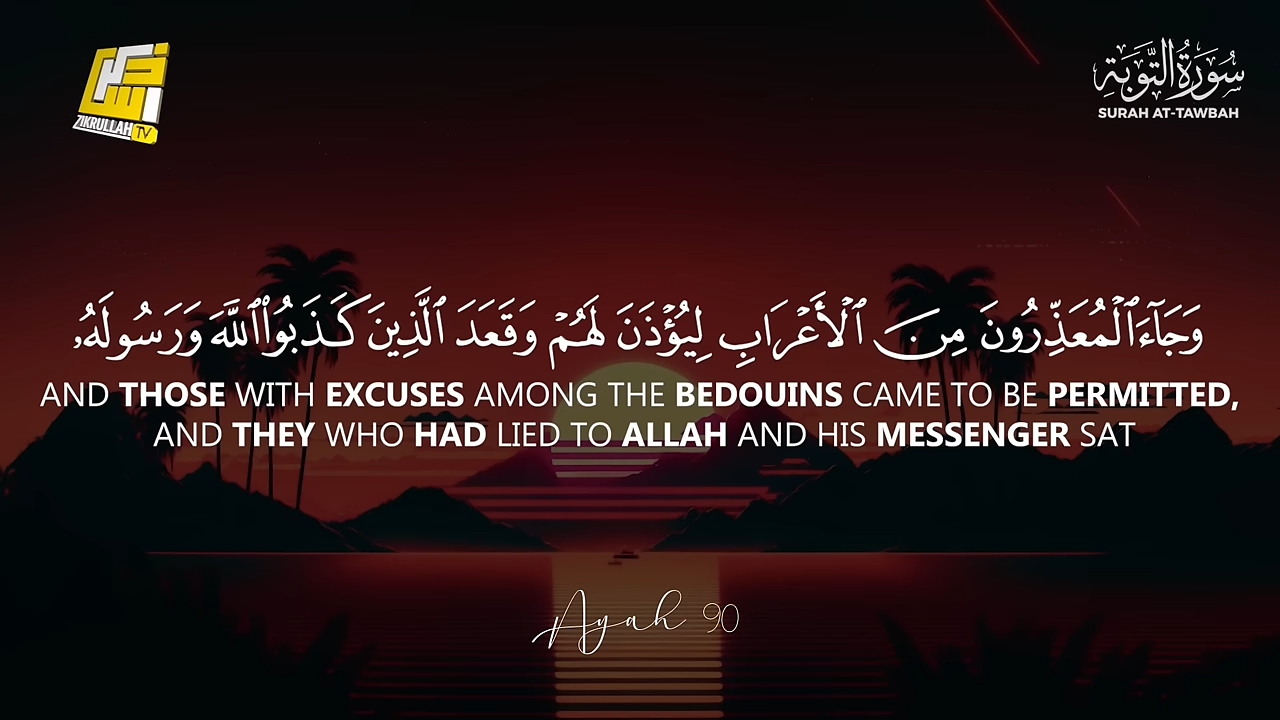 ذكر الله
ZIKRULLAH TV
سُورَةُ التَّوْبَةِ
SURAH AT-TAWBAH
وَجَآءَ ٱلْمُعَذِّرُونَ مِنَ ٱلْأَعْرَابِ لِيُؤْذَنَ لَهُمْ وَقَعَدَ ٱلَّذِينَ كَذَبُوا۟ ٱللَّهَ وَرَسُولَهُۥ
AND THOSE WITH EXCUSES AMONG THE BEDOUINS CAME TO BE PERMITTED,
AND THEY WHO HAD LIED TO ALLAH AND HIS MESSENGER SAT
Ayah 90